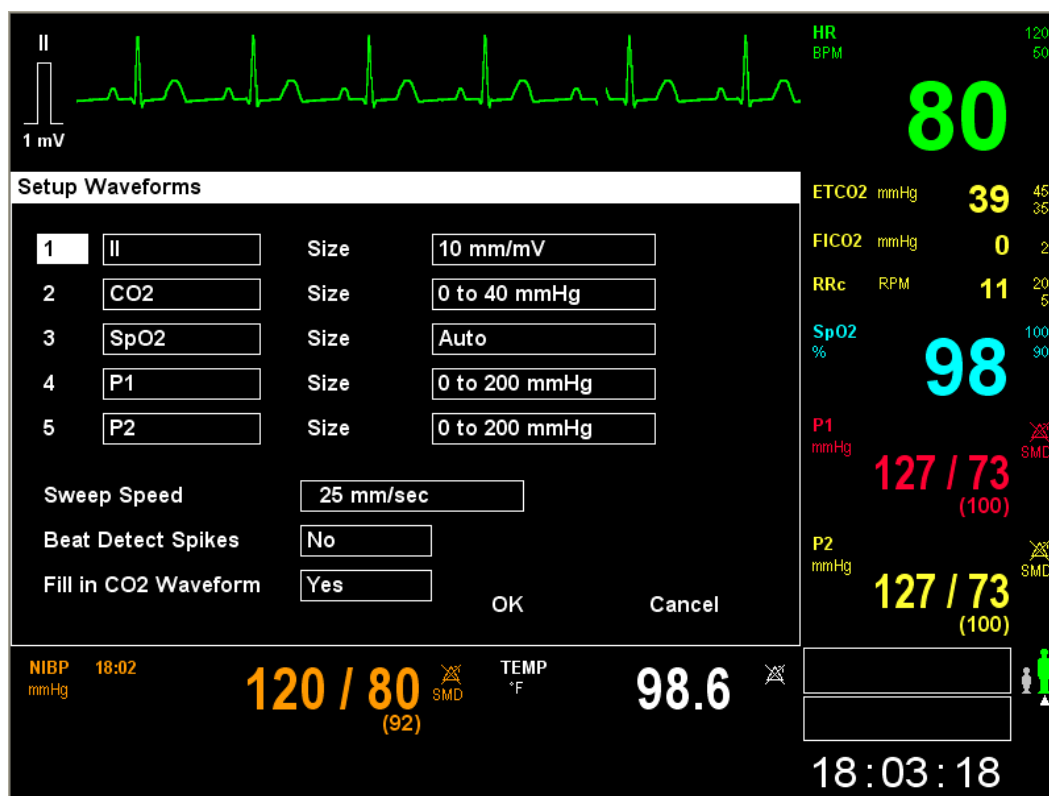 II
1 mV
HR 120
BPM 50
80
Setup Waveforms
1 II Size 10 mm/mV
2 CO2 Size 0 to 40 mmHg
3 SpO2 Size Auto
4 P1 Size 0 to 200 mmHg
5 P2 Size 0 to 200 mmHg
Sweep Speed 25 mm/sec
Beat Detect Spikes No
Fill in CO2 Waveform Yes
OK Cancel
ETCO2 mmHg 39 45
35
FICO2 mmHg 0 2
RRc RPM 11 20
5
SpO2 100
% 90
98
P1
mmHg SMD
127 / 73
(100)
P2
mmHg SMD
127 / 73
(100)
NIBP 18:02
mmHg
120 / 80 SMD
(92)
TEMP
°F
98.6
18:03:18